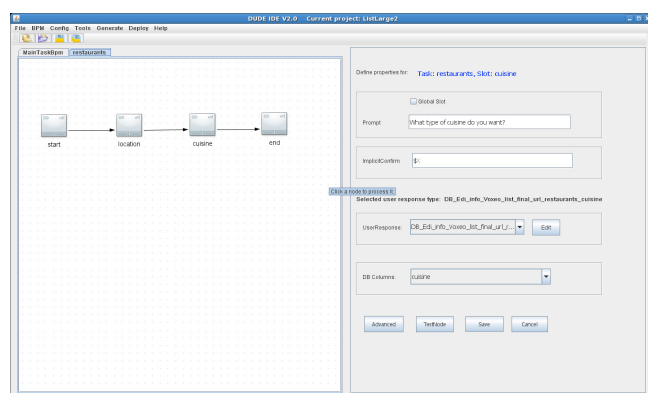 DUDE IDE V2.0 Current project: ListLarge2
File BPM Config Tools Generate Deploy Help
MainTaskBpm restaurants
Define properties for: Task: restaurants, Slot: cuisine
Global Slot
Prompt What type of cuisine do you want?
start location cuisine end
ImplicitConfirm
Click a node to process it
Selected user response type: DB_Edi_info_Voxeo_list_final_url_restaurants_cuisine
UserResponse: DB_Edi_info_Voxeo_list_final_url_r... Edit
DB Columns: cuisine
Advanced TestNode Save Cancel